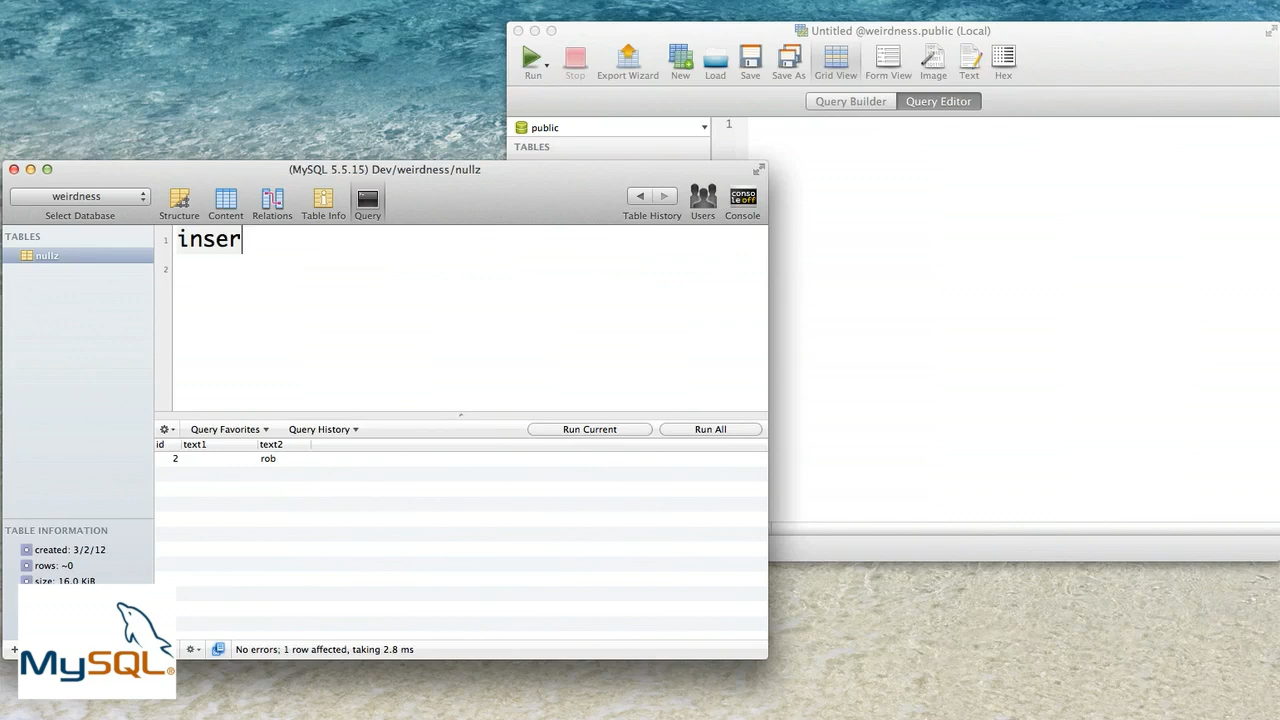 Untitled @weirdness.public (Local)
Run Stop Export Wizard New Load Save Save As Grid View Form View Image Text Hex
Query Builder Query Editor
public
TABLES
1
(MySQL 5.5.15) Dev/weirdness/nullz
weirdness
console off
Select Database Structure Content Relations Table Info Query Table History Users Console
TABLES
nullz
1 inser
2
Query Favorites Query History Run Current Run All
id text1 text2
2 rob
TABLE INFORMATION
created: 3/2/12
rows: ~0
size: 16.0 KiB
MySQL®
No errors; 1 row affected, taking 2.8 ms